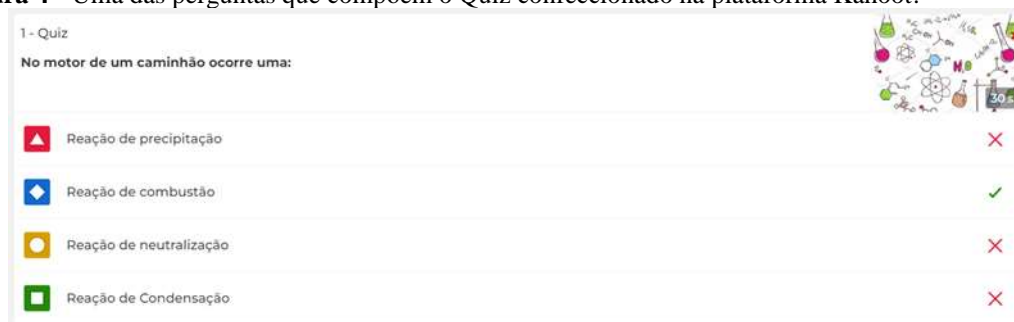 Uma das perguntas que compõem o Quiz confeccionado na plataforma Kahoot!
1 - Quiz
No motor de um caminhão ocorre uma:
30 s
Reação de precipitação
Reação de combustão
Reação de neutralização
Reação de Condensação